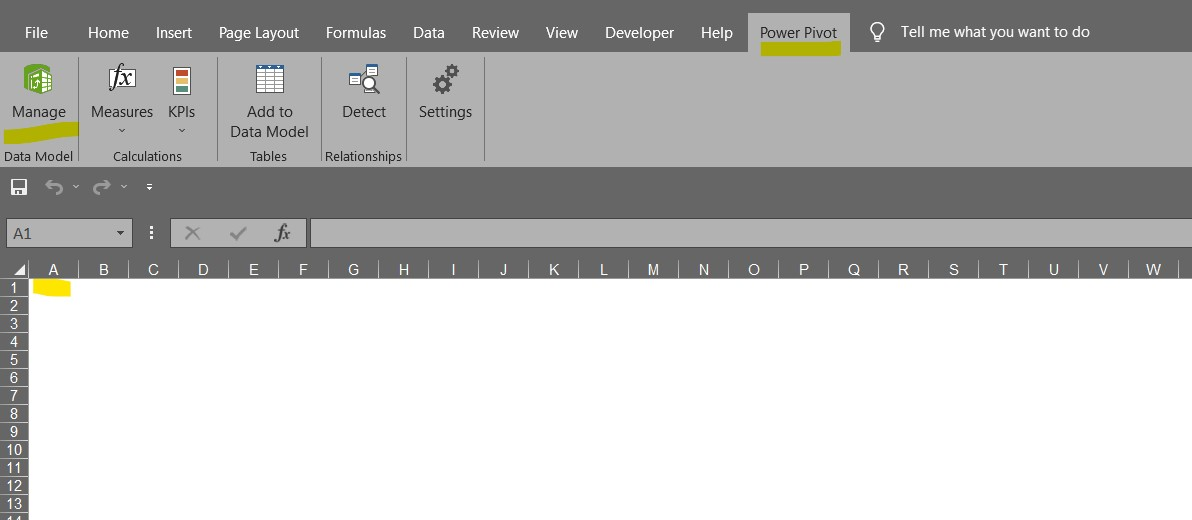 File Home Insert Page Layout Formulas Data Review View Developer Help Power Pivot Tell me what you want to do
Manage fx Measures KPIs Add to Data Model Detect Settings
Data Model Calculations Tables Relationships
A1 fx
A B C D E F G H I J K L M N O P Q R S T U V W
1
2
3
4
5
6
7
8
9
10
11
12
13
14